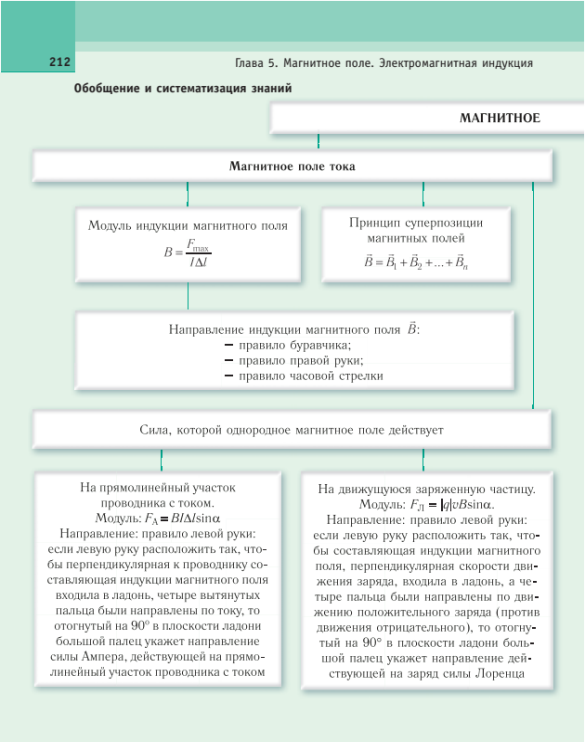 212
Глава 5. Магнитное поле. Электромагнитная индукция
Обобщение и систематизация знаний
МАГНИТНОЕ
Магнитное поле тока
Модуль индукции магнитного поля
B = F_max / IΔl
Принцип суперпозиции
магнитных полей
B⃗ = B⃗₁ + B⃗₂ + ... + B⃗ₙ
Направление индукции магнитного поля B⃗:
– правило буравчика;
– правило правой руки;
– правило часовой стрелки
Сила, которой однородное магнитное поле действует
На прямолинейный участок
проводника с током.
Модуль: F_А = BIΔlsinα
Направление: правило левой руки:
если левую руку расположить так, что-
бы перпендикулярная к проводнику со-
ставляющая индукции магнитного поля
входила в ладонь, четыре вытянутых
пальца были направлены по току, то
отогнутый на 90° в плоскости ладони
большой палец укажет направление
силы Ампера, действующей на прямо-
линейный участок проводника с током
На движущуюся заряженную частицу.
Модуль: F_Л = |q|vBsinα.
Направление: правило левой руки:
если левую руку расположить так, что-
бы составляющая индукции магнитного
поля, перпендикулярная скорости дви-
жения заряда, входила в ладонь, а че-
тыре пальца были направлены по дви-
жению положительного заряда (против
движения отрицательного), то отогну-
тый на 90° в плоскости ладони боль-
шой палец укажет направление дей-
ствующей на заряд силы Лоренца